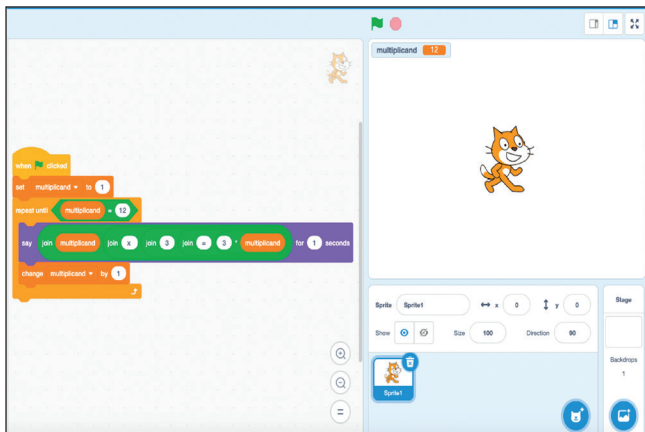 multiplicand 12
when clicked
set multiplicand to 1
repeat until multiplicand = 12
say join multiplicand join x join 3 join = 3 * multiplicand for 1 seconds
change multiplicand by 1
Sprite Sprite1 x 0 y 0
Show Size 100 Direction 90
Sprite1
Stage
Backdrops
1